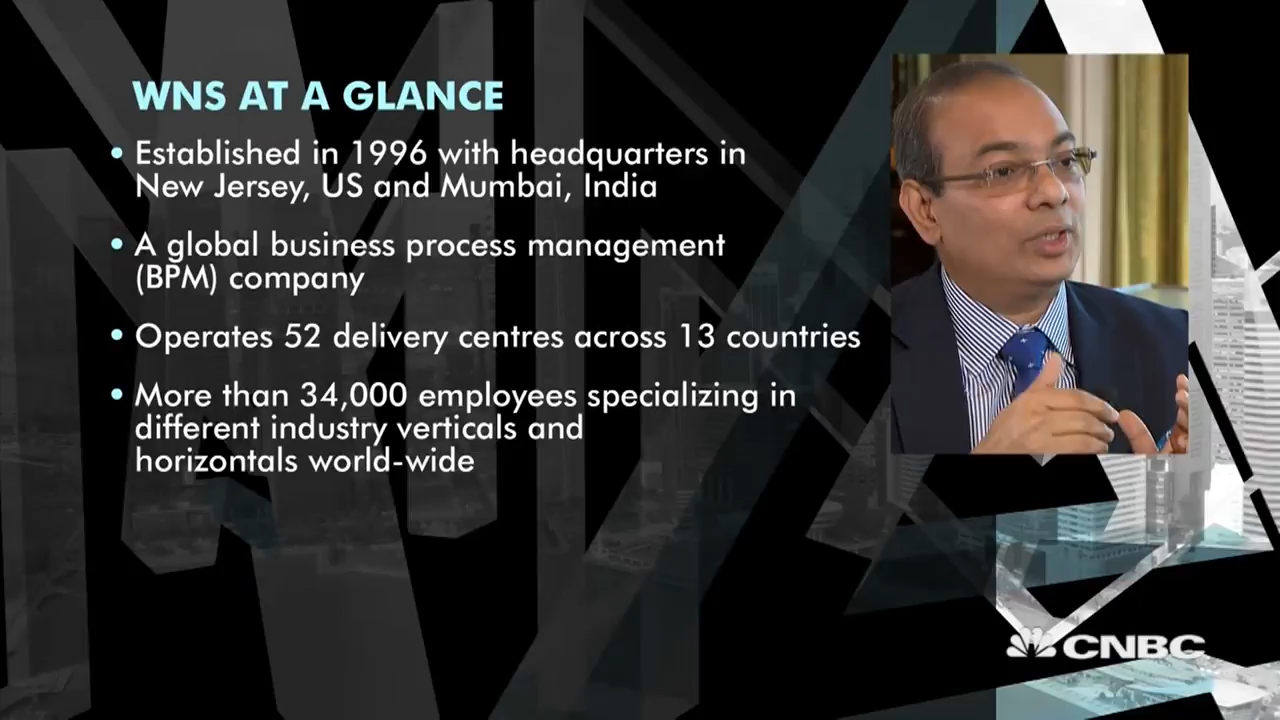 WNS AT A GLANCE
• Established in 1996 with headquarters in
New Jersey, US and Mumbai, India
• A global business process management
(BPM) company
• Operates 52 delivery centres across 13 countries
• More than 34,000 employees specializing in
different industry verticals and
horizontals world-wide
CNBC